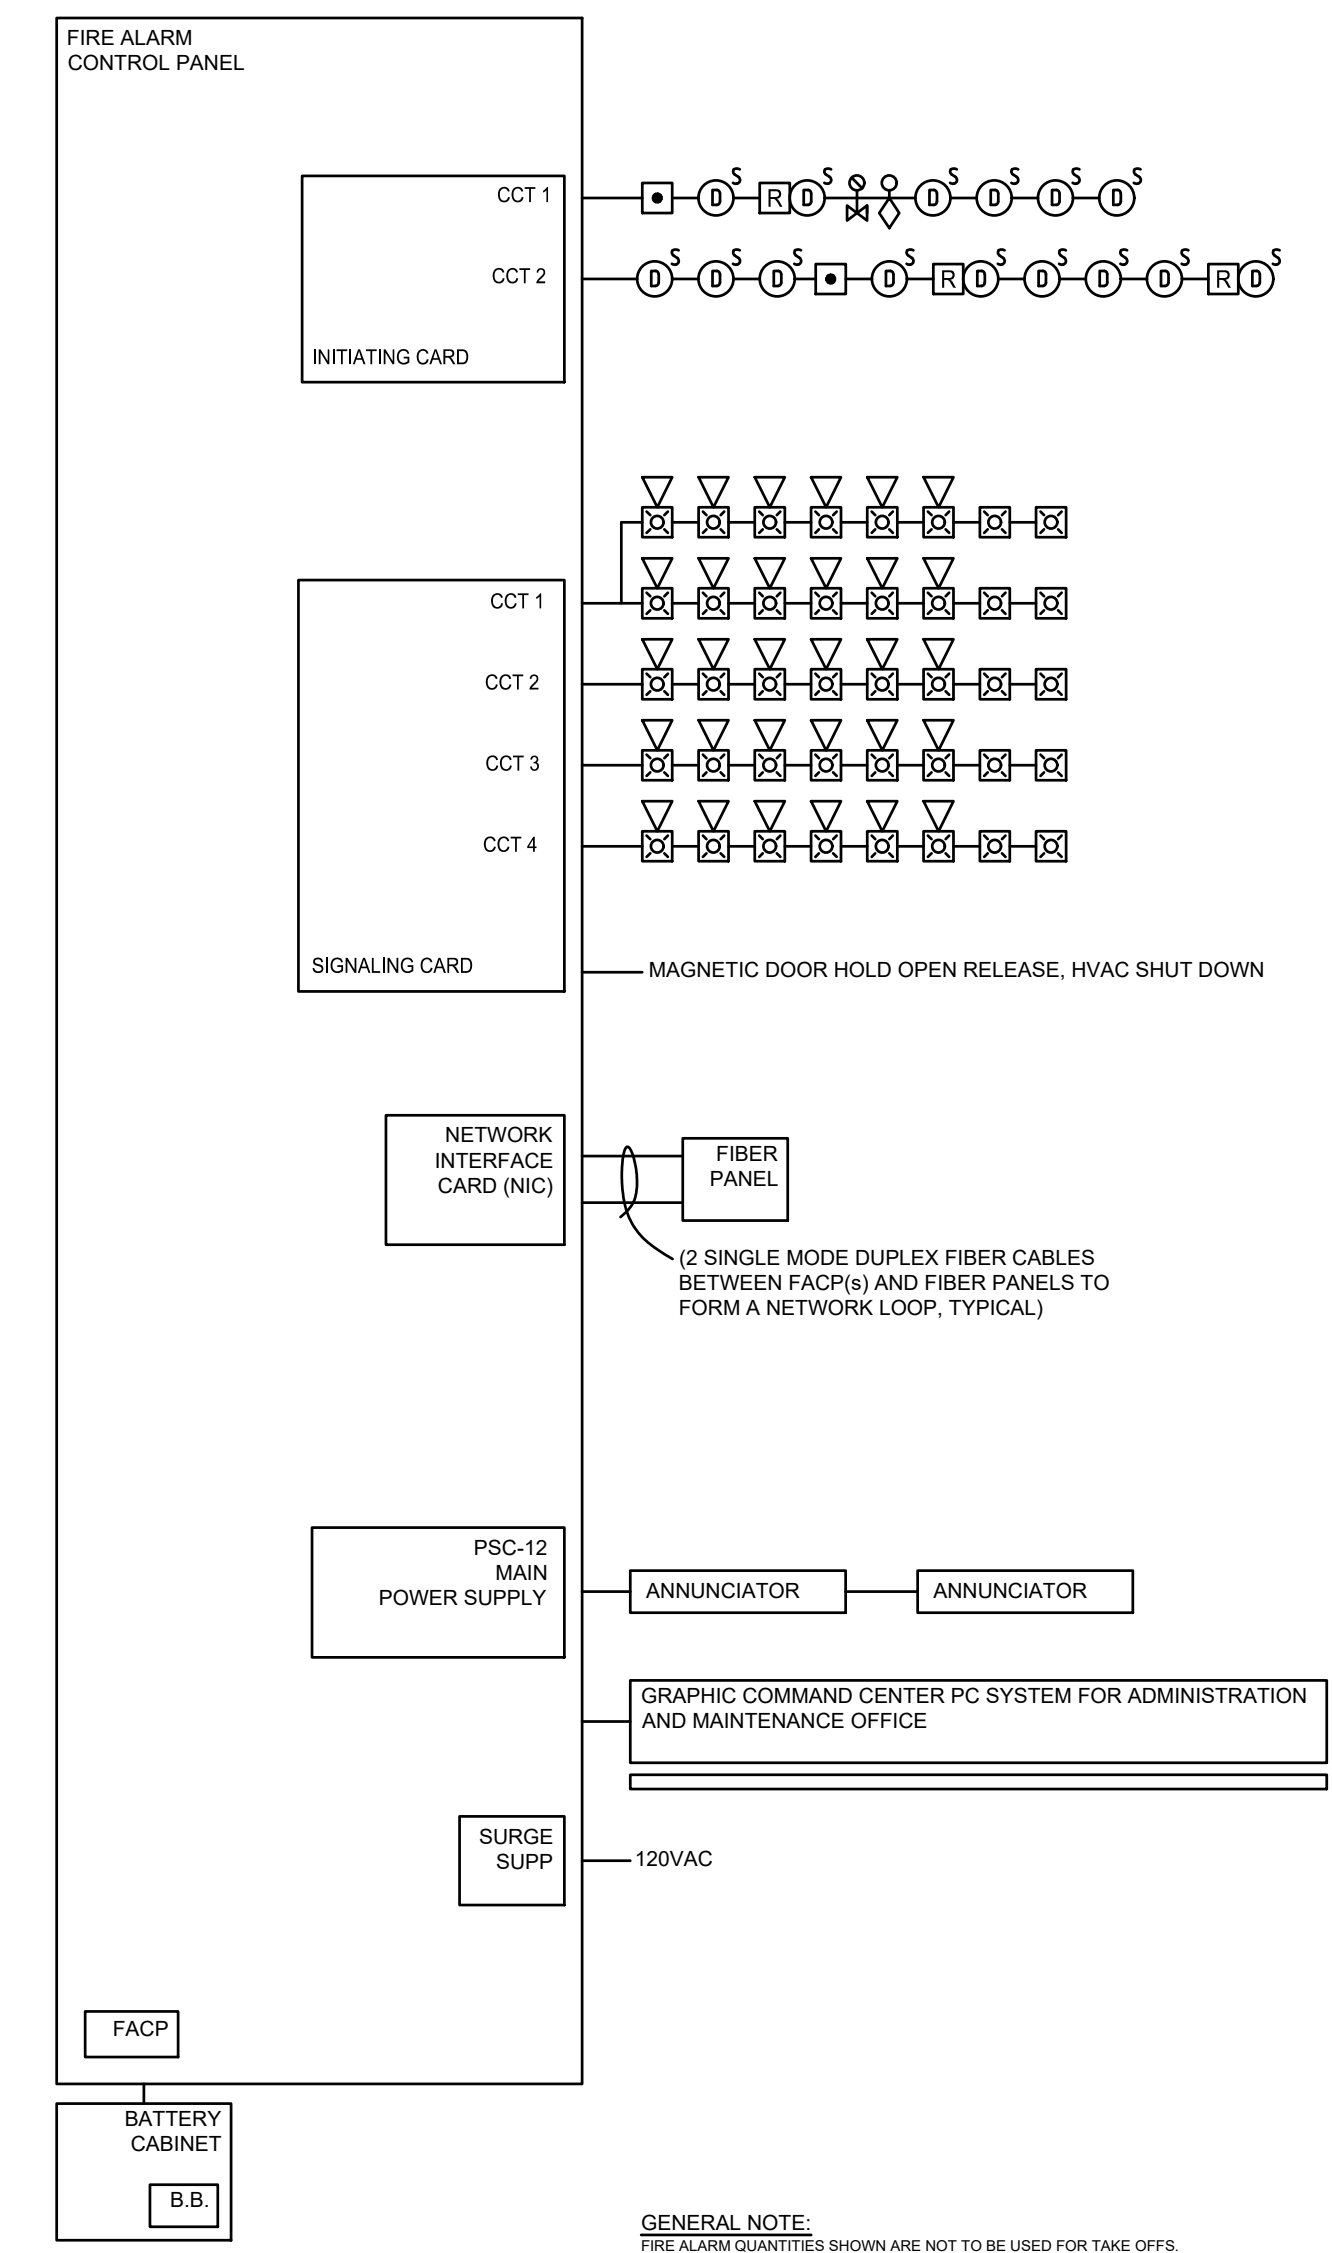 FIRE ALARM
CONTROL PANEL
CCT 1
S S S S S S
D R D D D D D
CCT 2
S S S S S S S S S
D D D D R D D D D R D
INITIATING CARD
CCT 1
CCT 2
CCT 3
CCT 4
SIGNALING CARD
MAGNETIC DOOR HOLD OPEN RELEASE, HVAC SHUT DOWN
NETWORK
INTERFACE
CARD (NIC)
FIBER
PANEL
(2 SINGLE MODE DUPLEX FIBER CABLES
BETWEEN FACP(s) AND FIBER PANELS TO
FORM A NETWORK LOOP, TYPICAL)
PSC-12
MAIN
POWER SUPPLY
ANNUNCIATOR
ANNUNCIATOR
GRAPHIC COMMAND CENTER PC SYSTEM FOR ADMINISTRATION
AND MAINTENANCE OFFICE
SURGE
SUPP
120VAC
FACP
BATTERY
CABINET
B.B.
GENERAL NOTE:
FIRE ALARM QUANTITIES SHOWN ARE NOT TO BE USED FOR TAKE OFFS.